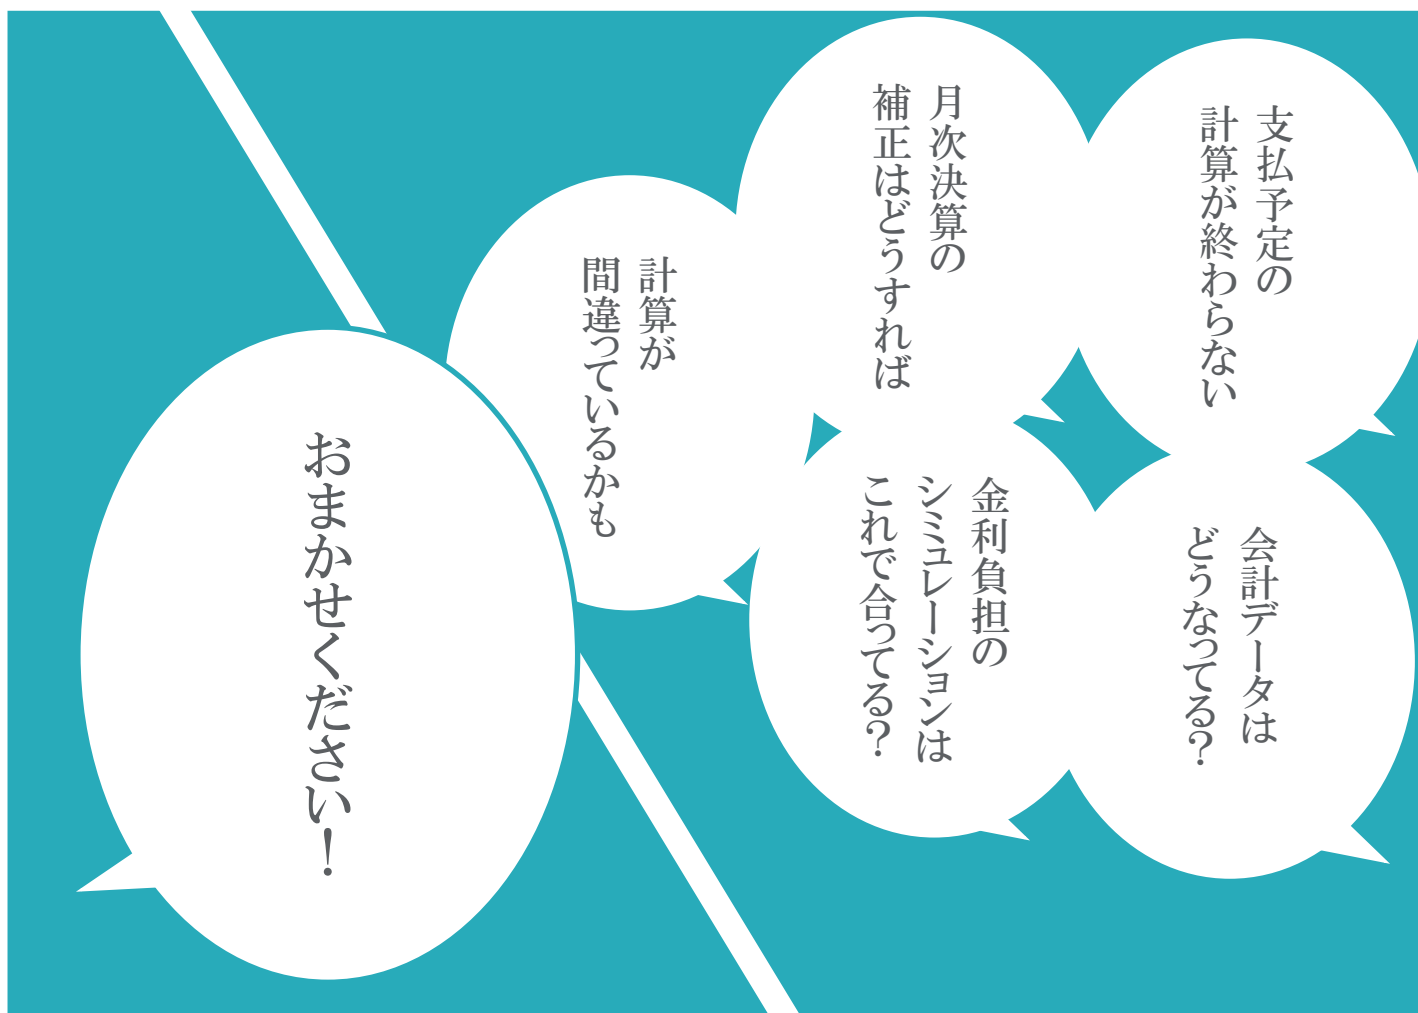 支払予定の
計算が終わらない
会計データは
どうなってる？
月次決算の
補正はどうすれば
金利負担の
シミュレーションは
これで合ってる？
計算が
間違っているかも
おまかせください！